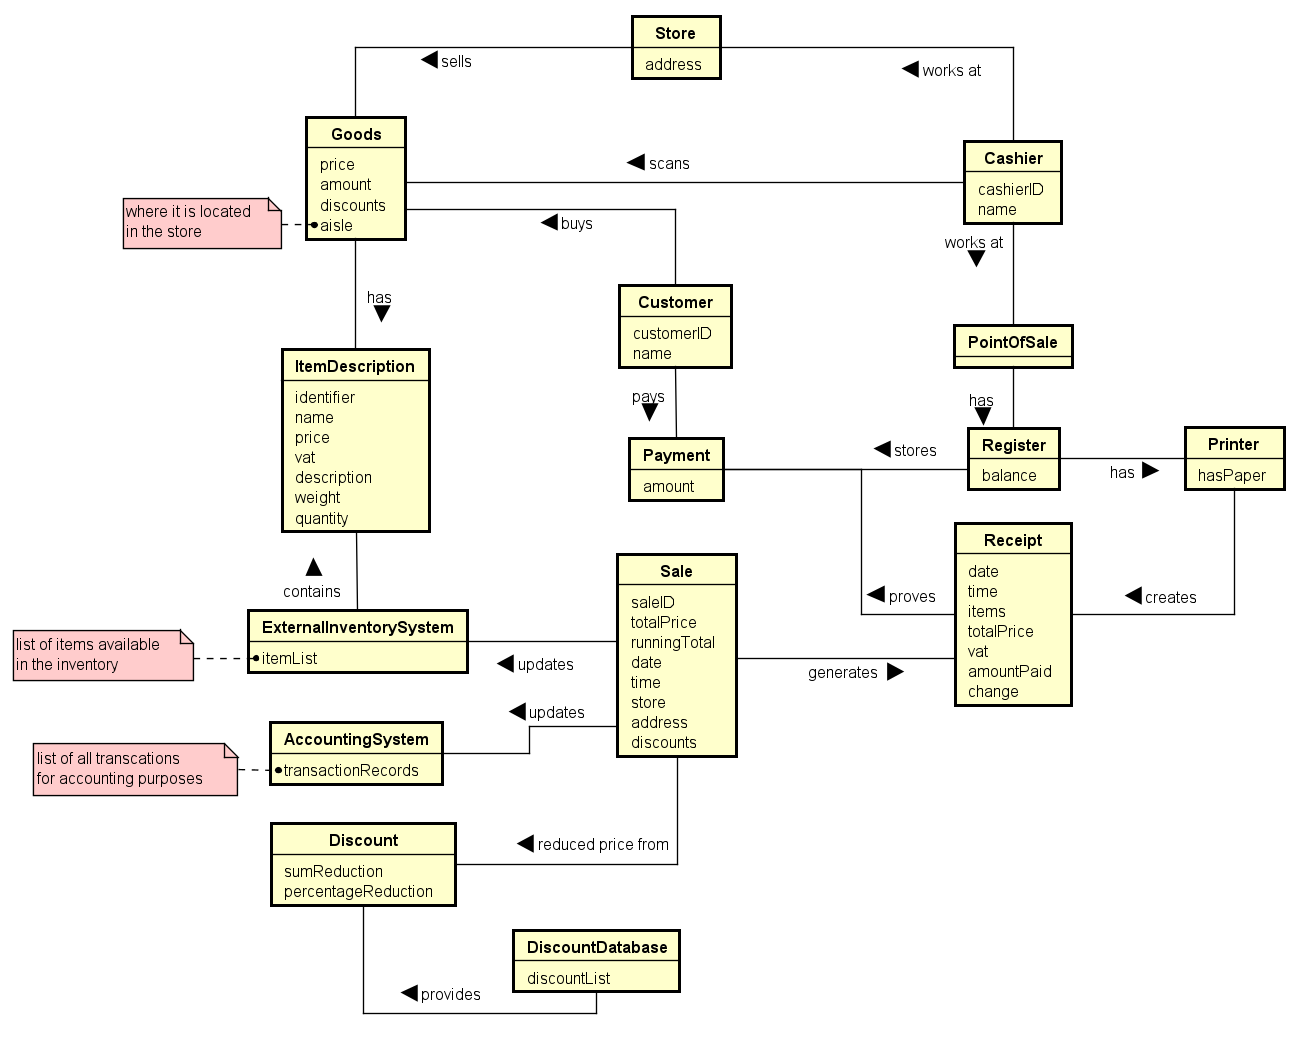 Store
address
sells
works at
Goods
price
amount
discounts
aisle
where it is located
in the store
scans
Cashier
cashierID
name
buys
works at
has
Customer
customerID
name
PointOfSale
ItemDescription
identifier
name
price
vat
description
weight
quantity
pays
has
Payment
amount
stores
Register
balance
has
Printer
hasPaper
Receipt
date
time
items
totalPrice
vat
amountPaid
change
proves
creates
contains
Sale
saleID
totalPrice
runningTotal
date
time
store
address
discounts
generates
ExternalInventorySystem
itemList
list of items available
in the inventory
updates
updates
AccountingSystem
transactionRecords
list of all transcations
for accounting purposes
Discount
sumReduction
percentageReduction
reduced price from
DiscountDatabase
discountList
provides